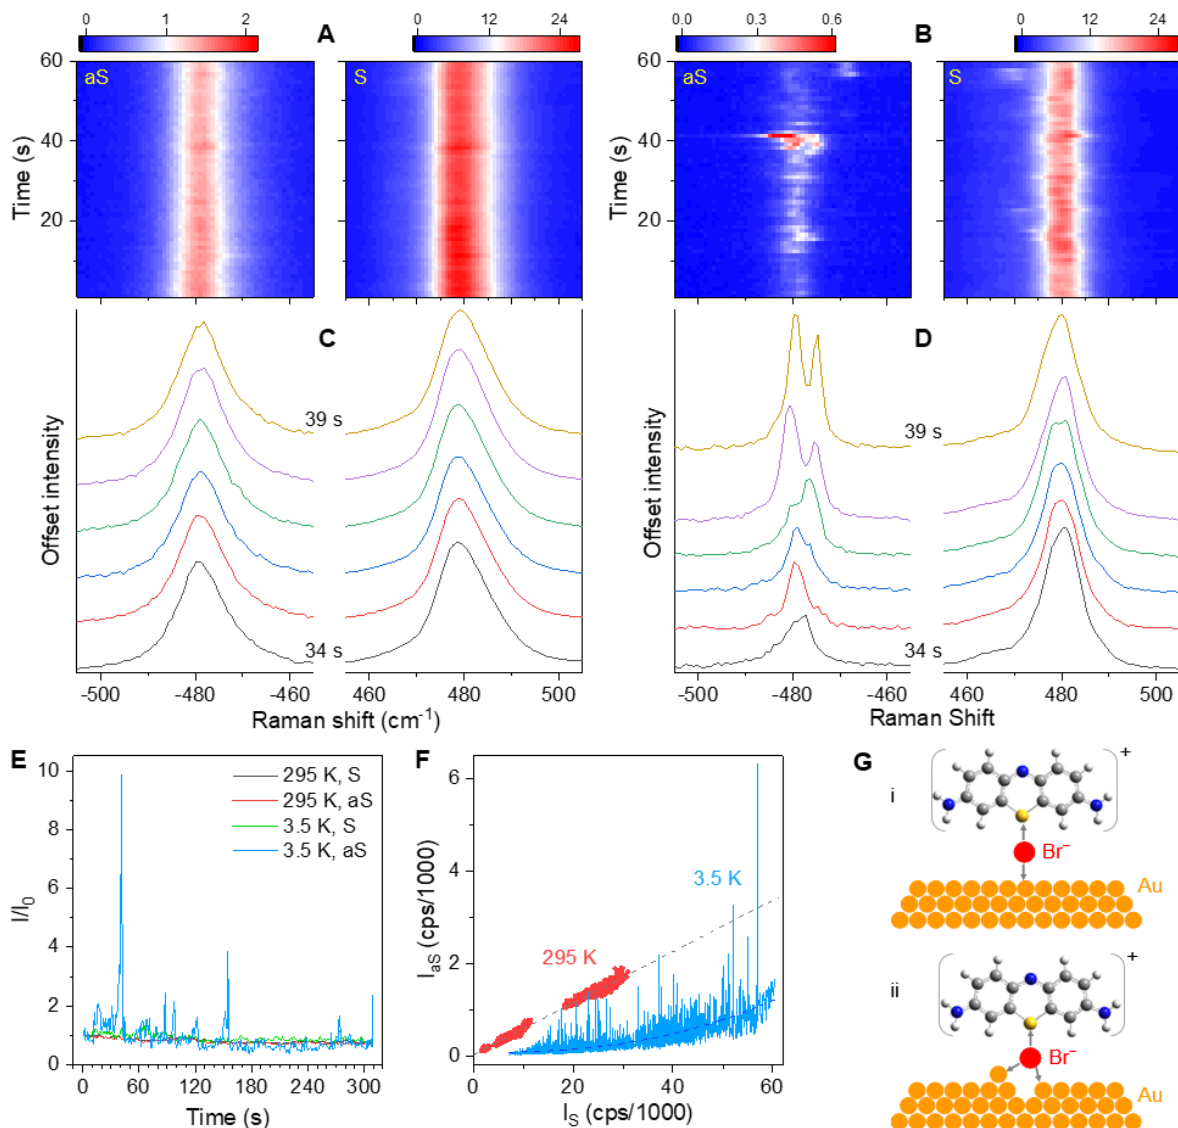 0 1 2
A
0 12 24
0.0 0.3 0.6
B
0 12 24
aS
S
aS
S
60
40
20
Time (s)
60
40
20
Time (s)
C
D
39 s
34 s
39 s
34 s
Offset intensity
Offset intensity
-500 -480 -460
460 480 500
-500 -480 -460
460 480 500
Raman shift (cm⁻¹)
Raman Shift
E
10
8
6
4
2
0
I/I₀
295 K, S
295 K, aS
3.5 K, S
3.5 K, aS
0 60 120 180 240 300
Time (s)
F
6
4
2
0
I_aS (cps/1000)
3.5 K
295 K
0 20 40 60
I_S (cps/1000)
G
i
+
Br⁻
Au
ii
+
Br⁻
Au